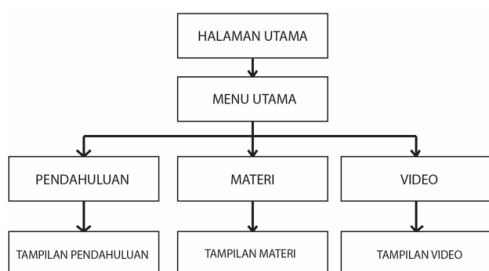 HALAMAN UTAMA
MENU UTAMA
PENDAHULUAN
MATERI
VIDEO
TAMPILAN PENDAHULUAN
TAMPILAN MATERI
TAMPILAN VIDEO